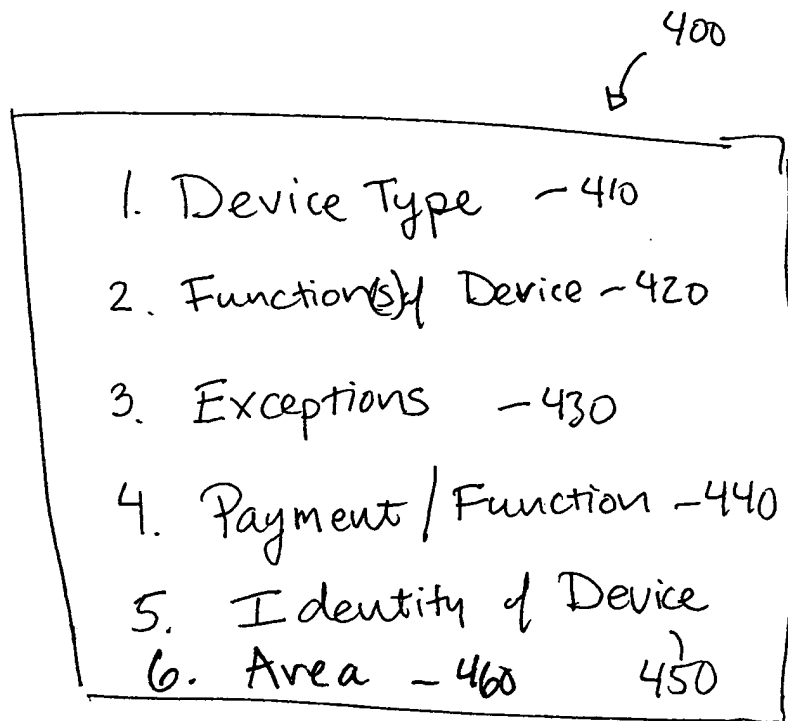 400
1. Device Type - 410
2. Function(s) of Device - 420
3. Exceptions - 430
4. Payment / Function - 440
5. Identity of Device
6. Area - 460 450